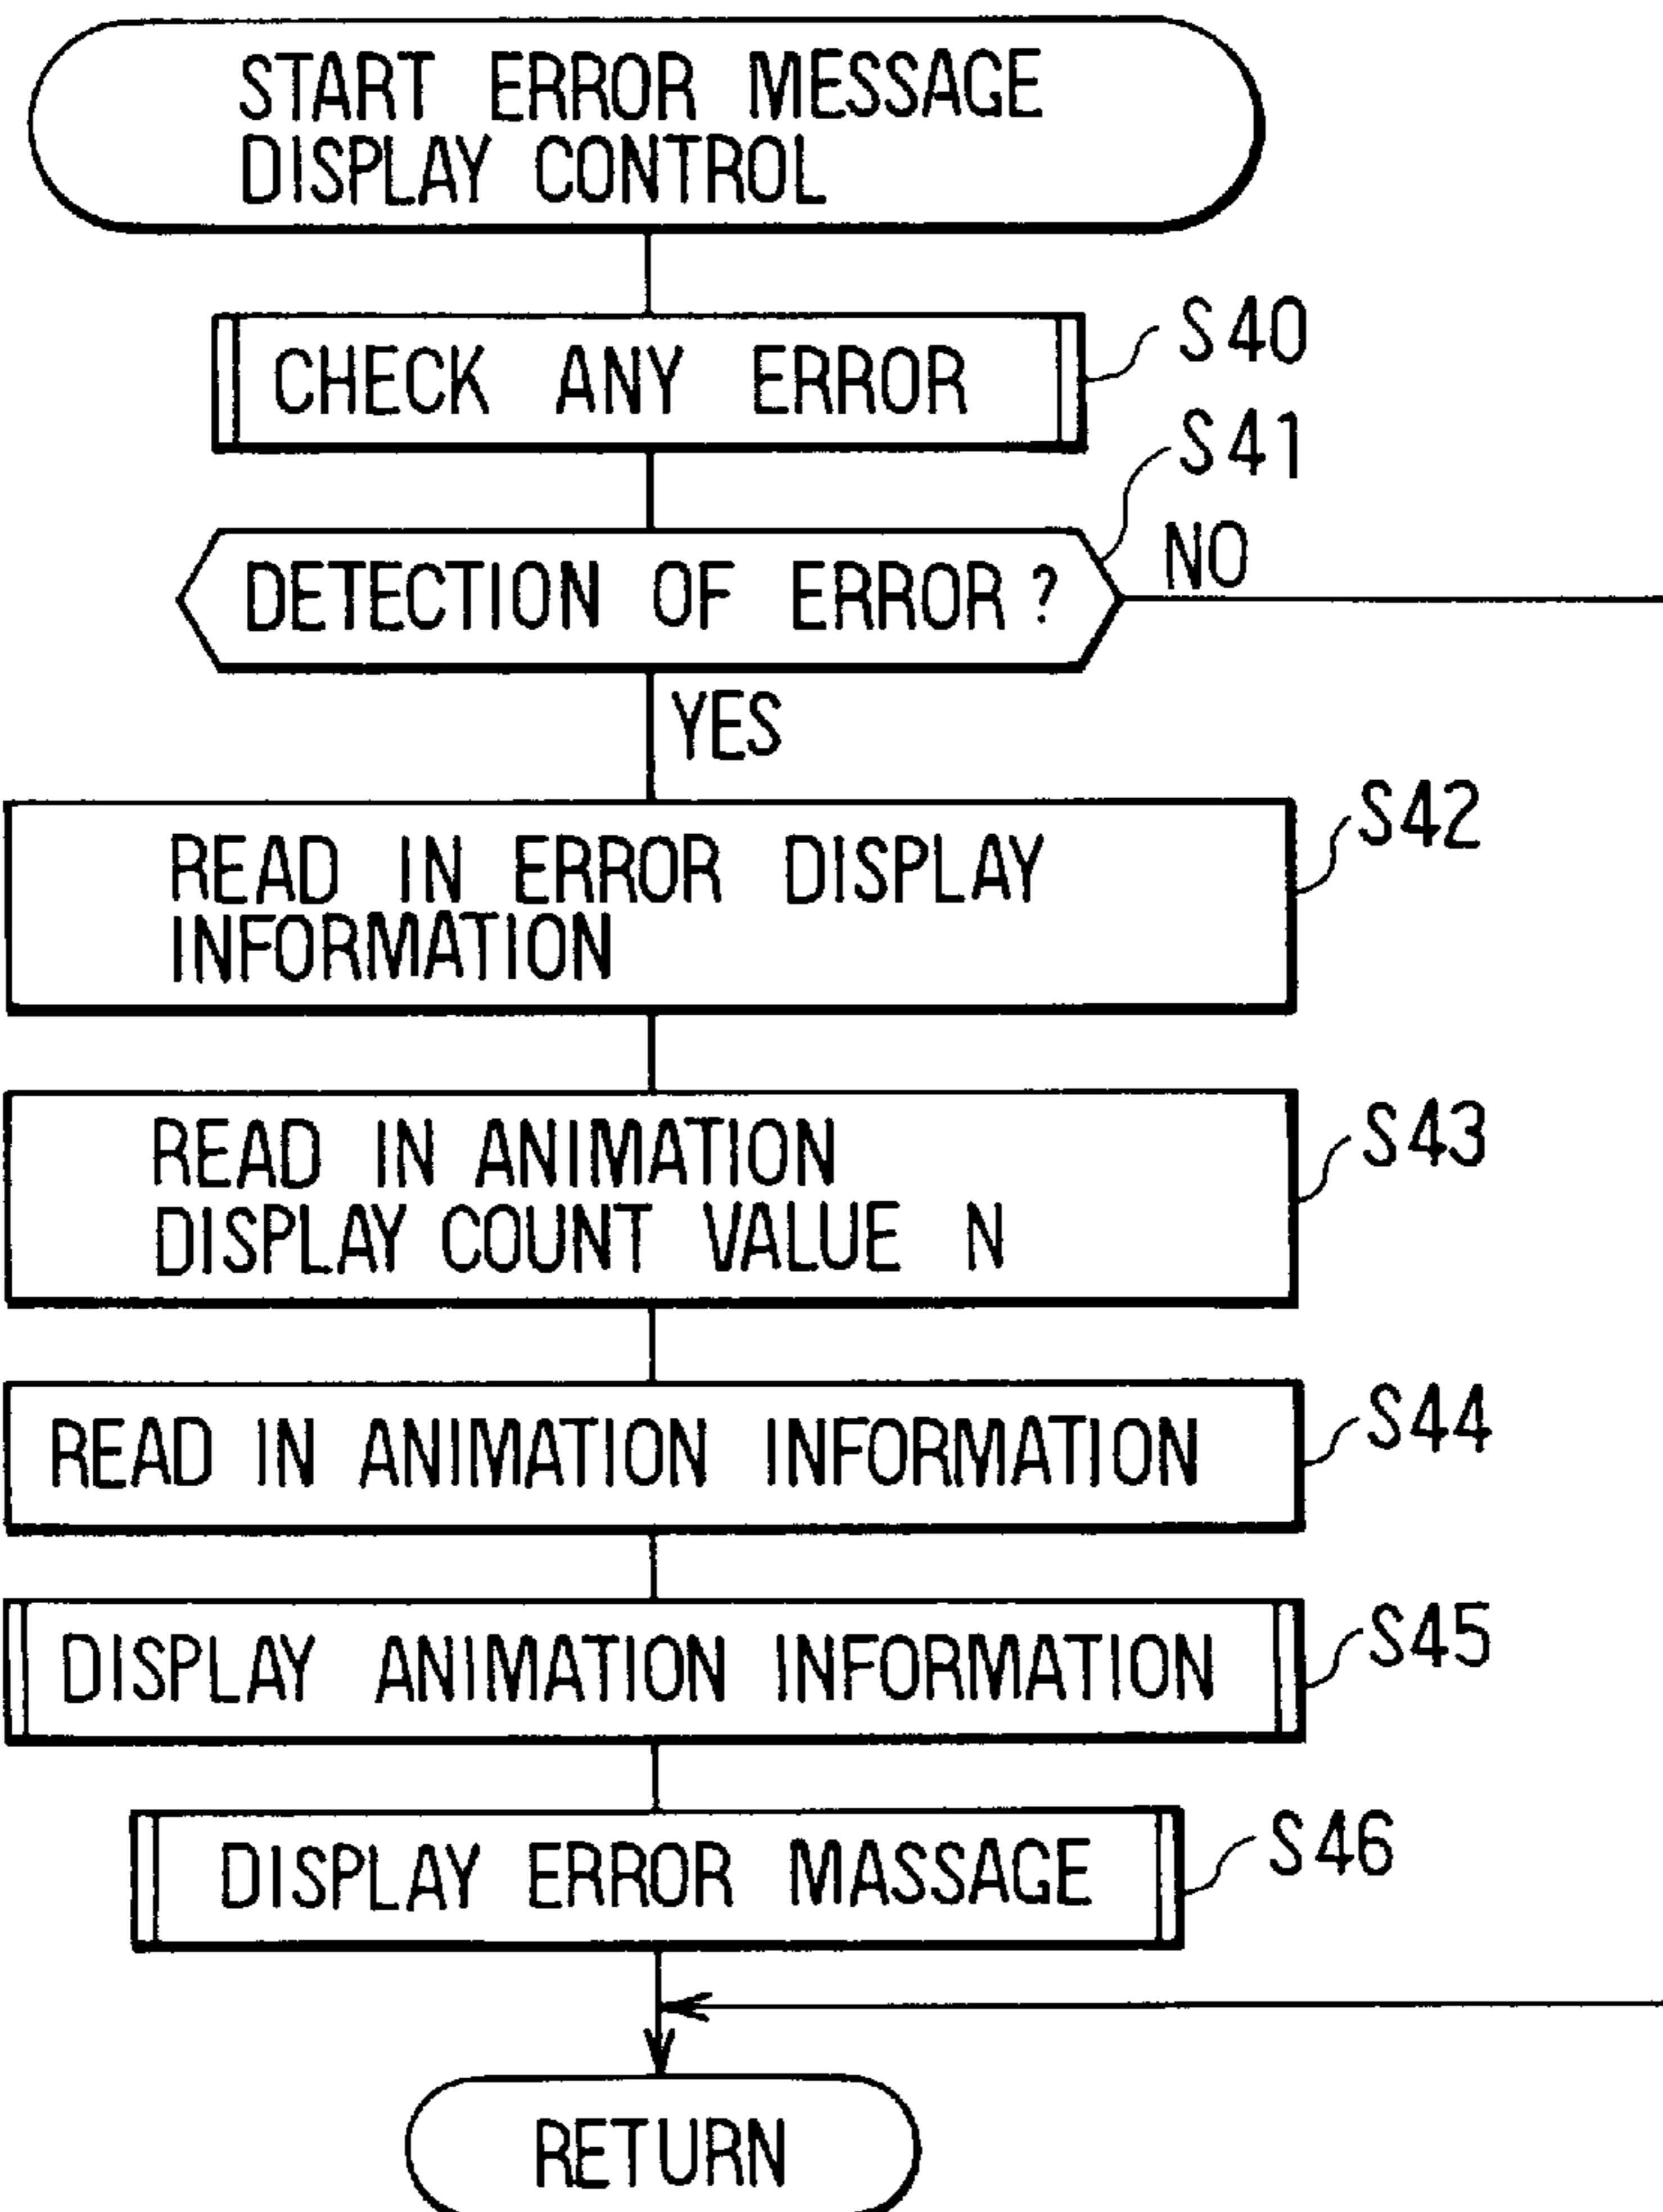 START ERROR MESSAGE
DISPLAY CONTROL
CHECK ANY ERROR
S40
S41
DETECTION OF ERROR?
NO
YES
READ IN ERROR DISPLAY
INFORMATION
S42
READ IN ANIMATION
DISPLAY COUNT VALUE N
S43
READ IN ANIMATION INFORMATION
S44
DISPLAY ANIMATION INFORMATION
S45
DISPLAY ERROR MASSAGE
S46
RETURN